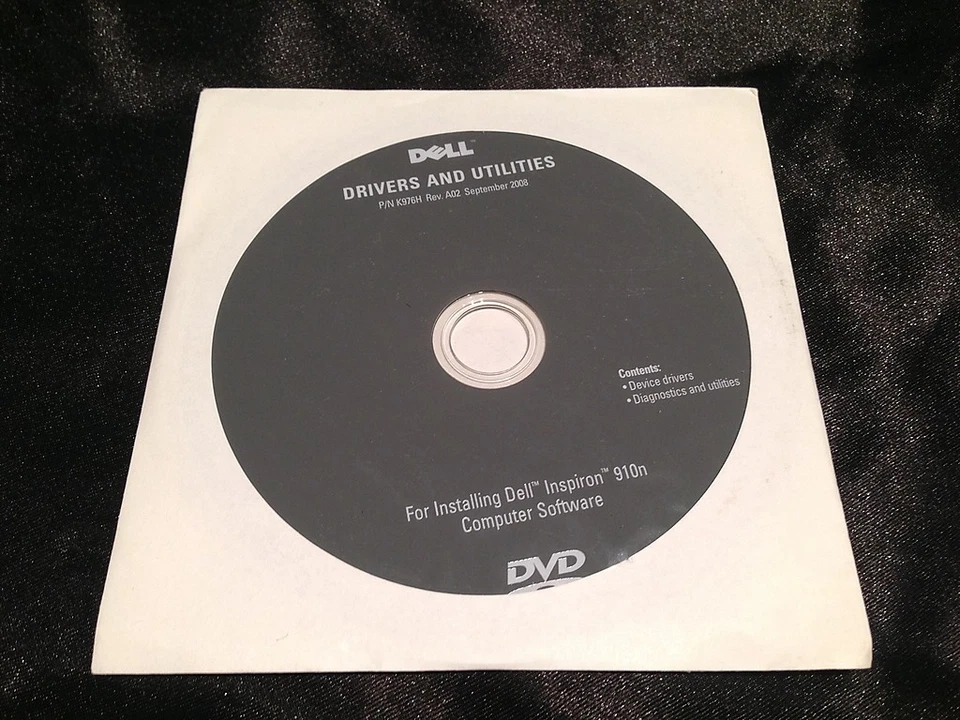 DELL™
DRIVERS AND UTILITIES
P/N K976H Rev. A02 September 2008
Contents:
• Device drivers
• Diagnostics and utilities
For Installing Dell™ Inspiron™ 910n
Computer Software
DVD